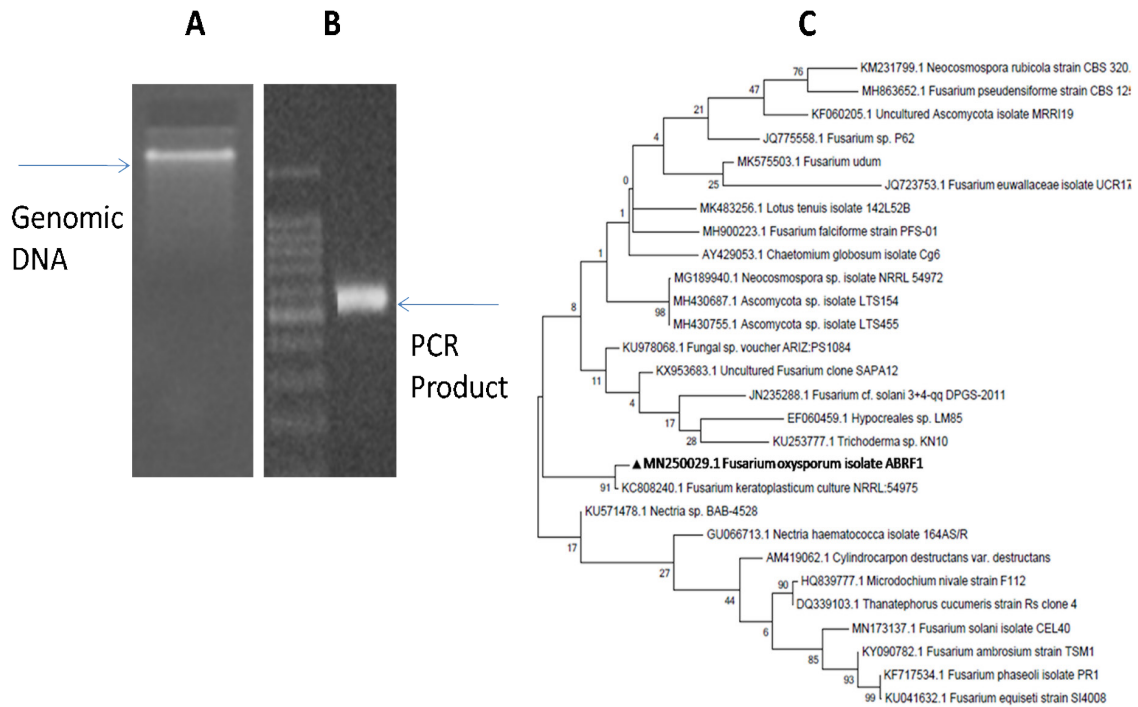 A
B
C
Genomic
DNA
PCR
Product
KM231799.1 Neocosmospora rubicola strain CBS 320.
76
MH863652.1 Fusarium pseudensiforme strain CBS 125
47
KF060205.1 Uncultured Ascomycota isolate MRRI19
21
JQ775558.1 Fusarium sp. P62
4
MK575503.1 Fusarium udum
25
JQ723753.1 Fusarium euwallaceae isolate UCR17
0
MK483256.1 Lotus tenuis isolate 142L52B
1
MH900223.1 Fusarium falciforme strain PFS-01
AY429053.1 Chaetomium globosum isolate Cg6
1
MG189940.1 Neocosmospora sp. isolate NRRL 54972
MH430687.1 Ascomycota sp. isolate LTS154
98
MH430755.1 Ascomycota sp. isolate LTS455
8
KU978068.1 Fungal sp. voucher ARIZ:PS1084
11
KX953683.1 Uncultured Fusarium clone SAPA12
4
JN235288.1 Fusarium cf. solani 3+4-qq DPGS-2011
17
EF060459.1 Hypocreales sp. LM85
28
KU253777.1 Trichoderma sp. KN10
▲MN250029.1 Fusarium oxysporum isolate ABRF1
91
KC808240.1 Fusarium keratoplasticum culture NRRL:54975
KU571478.1 Nectria sp. BAB-4528
17
GU066713.1 Nectria haematococca isolate 164AS/R
27
AM419062.1 Cylindrocarpon destructans var. destructans
44
HQ839777.1 Microdochium nivale strain F112
90
DQ339103.1 Thanatephorus cucumeris strain Rs clone 4
6
MN173137.1 Fusarium solani isolate CEL40
85
KY090782.1 Fusarium ambrosium strain TSM1
93
KF717534.1 Fusarium phaseoli isolate PR1
99
KU041632.1 Fusarium equiseti strain SI4008